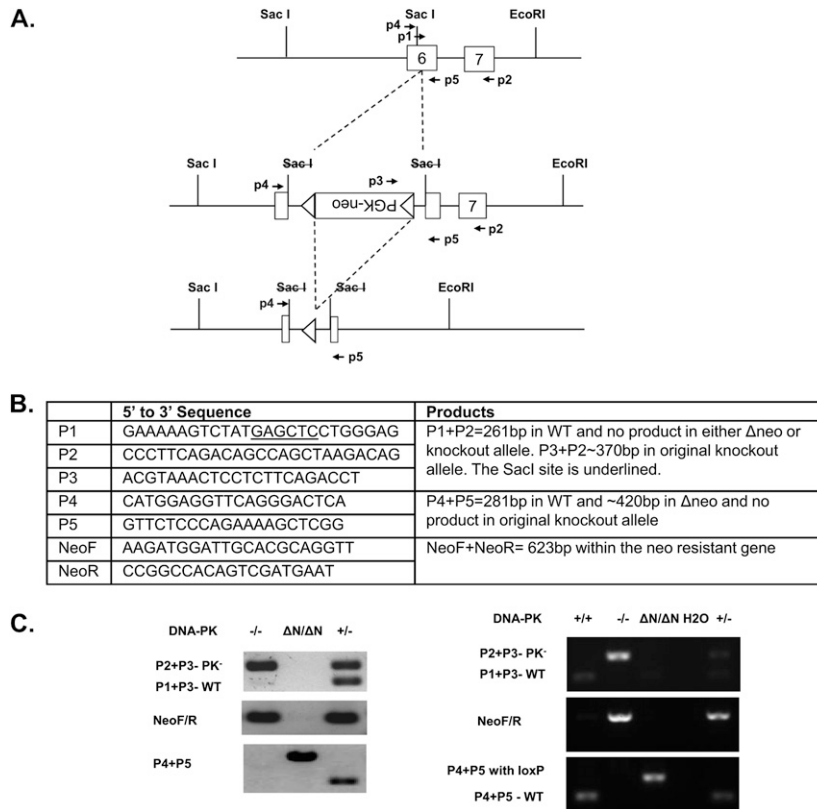 A.
Sac I Sac I EcoRI
p4
p1
6 7
p5 p2
Sac I Sac I Sac I EcoRI
p4 p3
PGK-neo
7
p5 p2
Sac I Sac I Sac I EcoRI
p4
p5
B.
5’ to 3’ Sequence Products
P1 GAAAAAGTCTATGAGCTCCTGGGAG
P2 CCCTTCAGACAGCCAGCTAAGACAG
P3 ACGTAAACTCCTCTTCAGACCT
P1+P2=261bp in WT and no product in either Δneo or
knockout allele. P3+P2~370bp in original knockout
allele. The SacI site is underlined.
P4 CATGGAGGTTCAGGGACTCA
P5 GTTCTCCCAGAAAAGCTCGG
P4+P5=281bp in WT and ~420bp in Δneo and no
product in original knockout allele
NeoF AAGATGGATTGCACGCAGGTT
NeoR CCGGCCACAGTCGATGAAT
NeoF+NeoR= 623bp within the neo resistant gene
C.
DNA-PK -/- ΔN/ΔN +/-
P2+P3- PK-
P1+P3- WT
NeoF/R
P4+P5
DNA-PK +/+ -/- ΔN/ΔN H2O +/-
P2+P3- PK-
P1+P3- WT
NeoF/R
P4+P5 with loxP
P4+P5 - WT